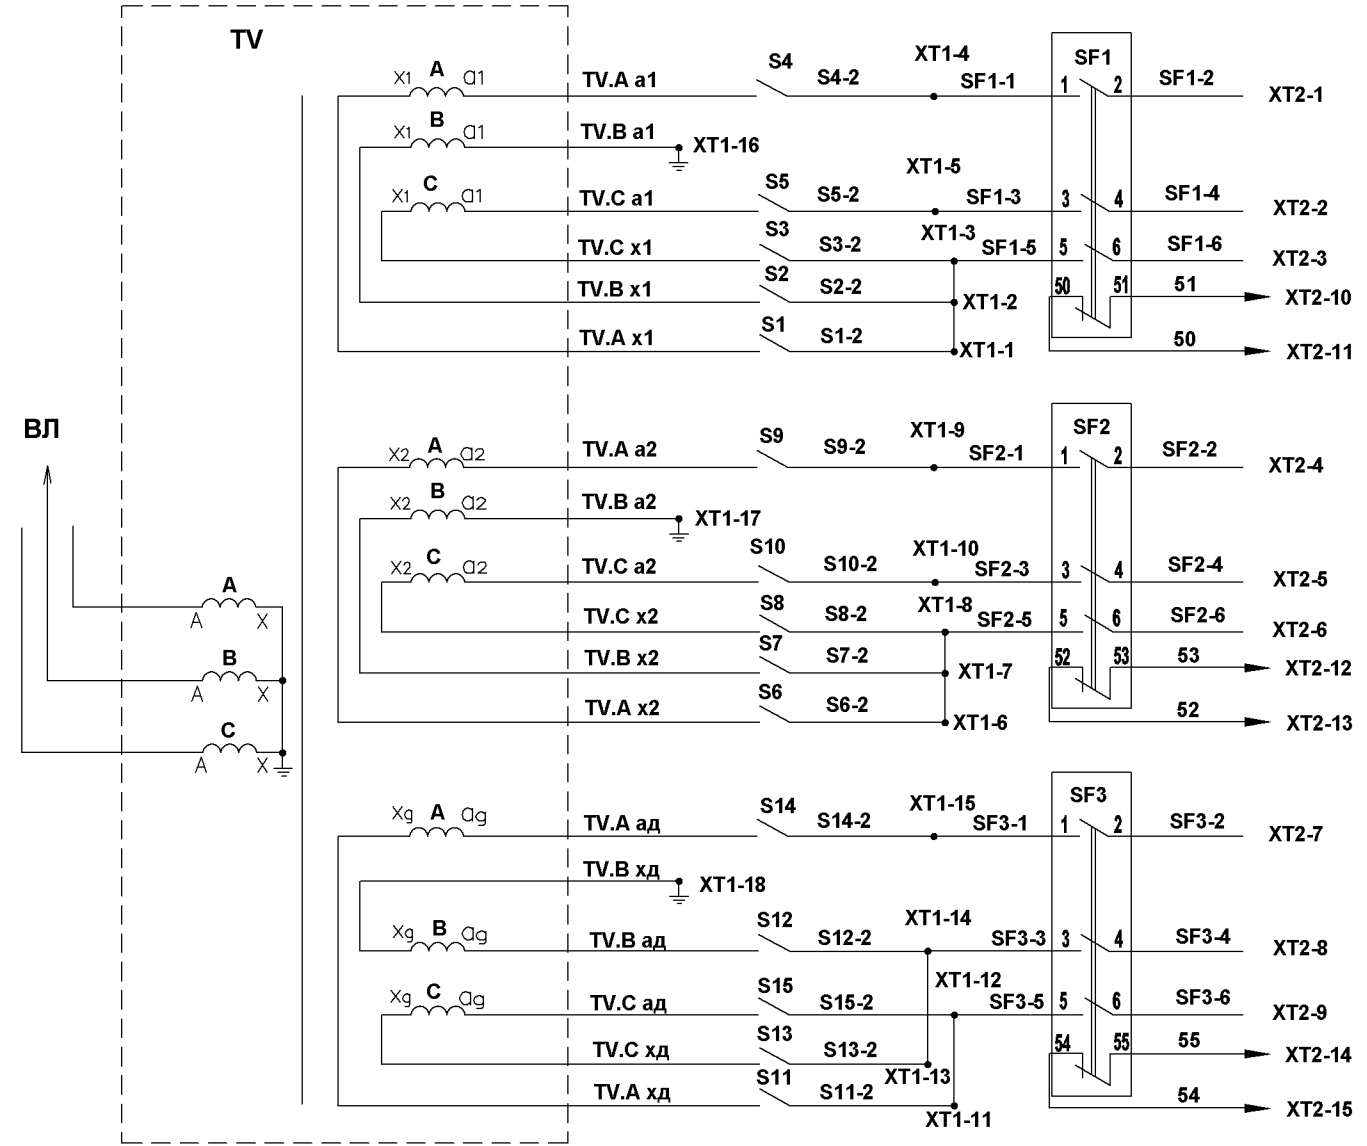 TV
x1 A a1 TV.A a1 S4 S4-2 XT1-4 SF1-1 SF1 1 2 SF1-2 XT2-1
x1 B a1 TV.B a1 XT1-16
x1 C a1 TV.C a1 S5 S5-2 XT1-5 SF1-3 3 4 SF1-4 XT2-2
TV.C x1 S3 S3-2 XT1-3 SF1-5 5 6 SF1-6 XT2-3
TV.B x1 S2 S2-2 XT1-2 50 51 51 XT2-10
TV.A x1 S1 S1-2 XT1-1 50 XT2-11
ВЛ
x2 A a2 TV.A a2 S9 S9-2 XT1-9 SF2-1 SF2 1 2 SF2-2 XT2-4
x2 B a2 TV.B a2 XT1-17
x2 C a2 TV.C a2 S10 S10-2 XT1-10 SF2-3 3 4 SF2-4 XT2-5
TV.C x2 S8 S8-2 XT1-8 SF2-5 5 6 SF2-6 XT2-6
TV.B x2 S7 S7-2 XT1-7 52 53 53 XT2-12
TV.A x2 S6 S6-2 XT1-6 52 XT2-13
A
A X
B
A X
C
A X
xg A ag TV.A aд S14 S14-2 XT1-15 SF3-1 SF3 1 2 SF3-2 XT2-7
TV.B xд XT1-18
xg B ag TV.B aд S12 S12-2 XT1-14 SF3-3 3 4 SF3-4 XT2-8
xg C ag TV.C aд S15 S15-2 XT1-12 SF3-5 5 6 SF3-6 XT2-9
TV.C xд S13 S13-2 XT1-13 54 55 55 XT2-14
TV.A xд S11 S11-2 XT1-11 54 XT2-15